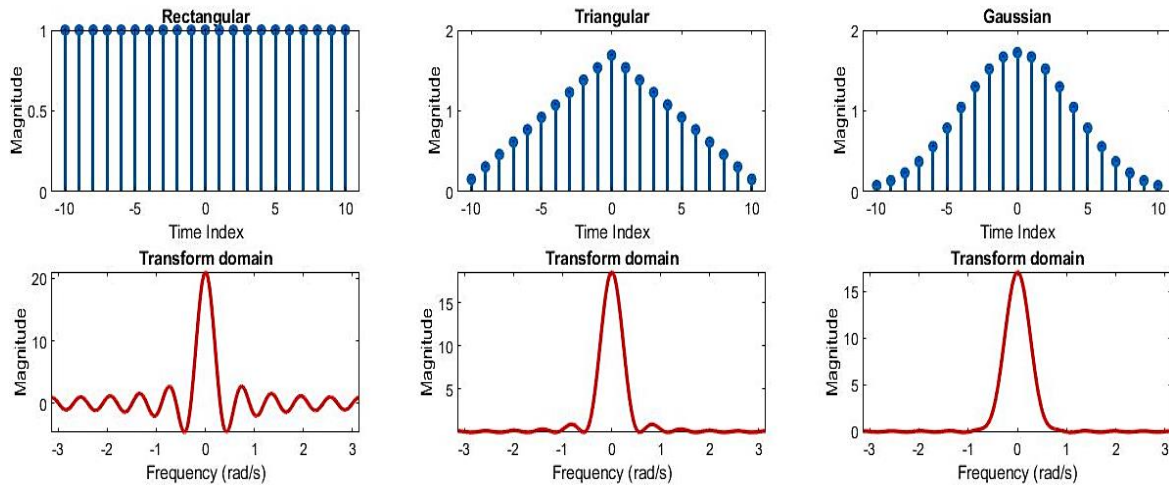 Rectangular
Magnitude
1
0.5
0
-10 -5 0 5 10
Time Index
Triangular
Magnitude
2
1
0
-10 -5 0 5 10
Time Index
Gaussian
Magnitude
2
1
0
-10 -5 0 5 10
Time Index
Transform domain
Magnitude
20
10
0
-3 -2 -1 0 1 2 3
Frequency (rad/s)
Transform domain
Magnitude
15
10
5
-3 -2 -1 0 1 2 3
Frequency (rad/s)
Transform domain
Magnitude
15
10
5
0
-3 -2 -1 0 1 2 3
Frequency (rad/s)